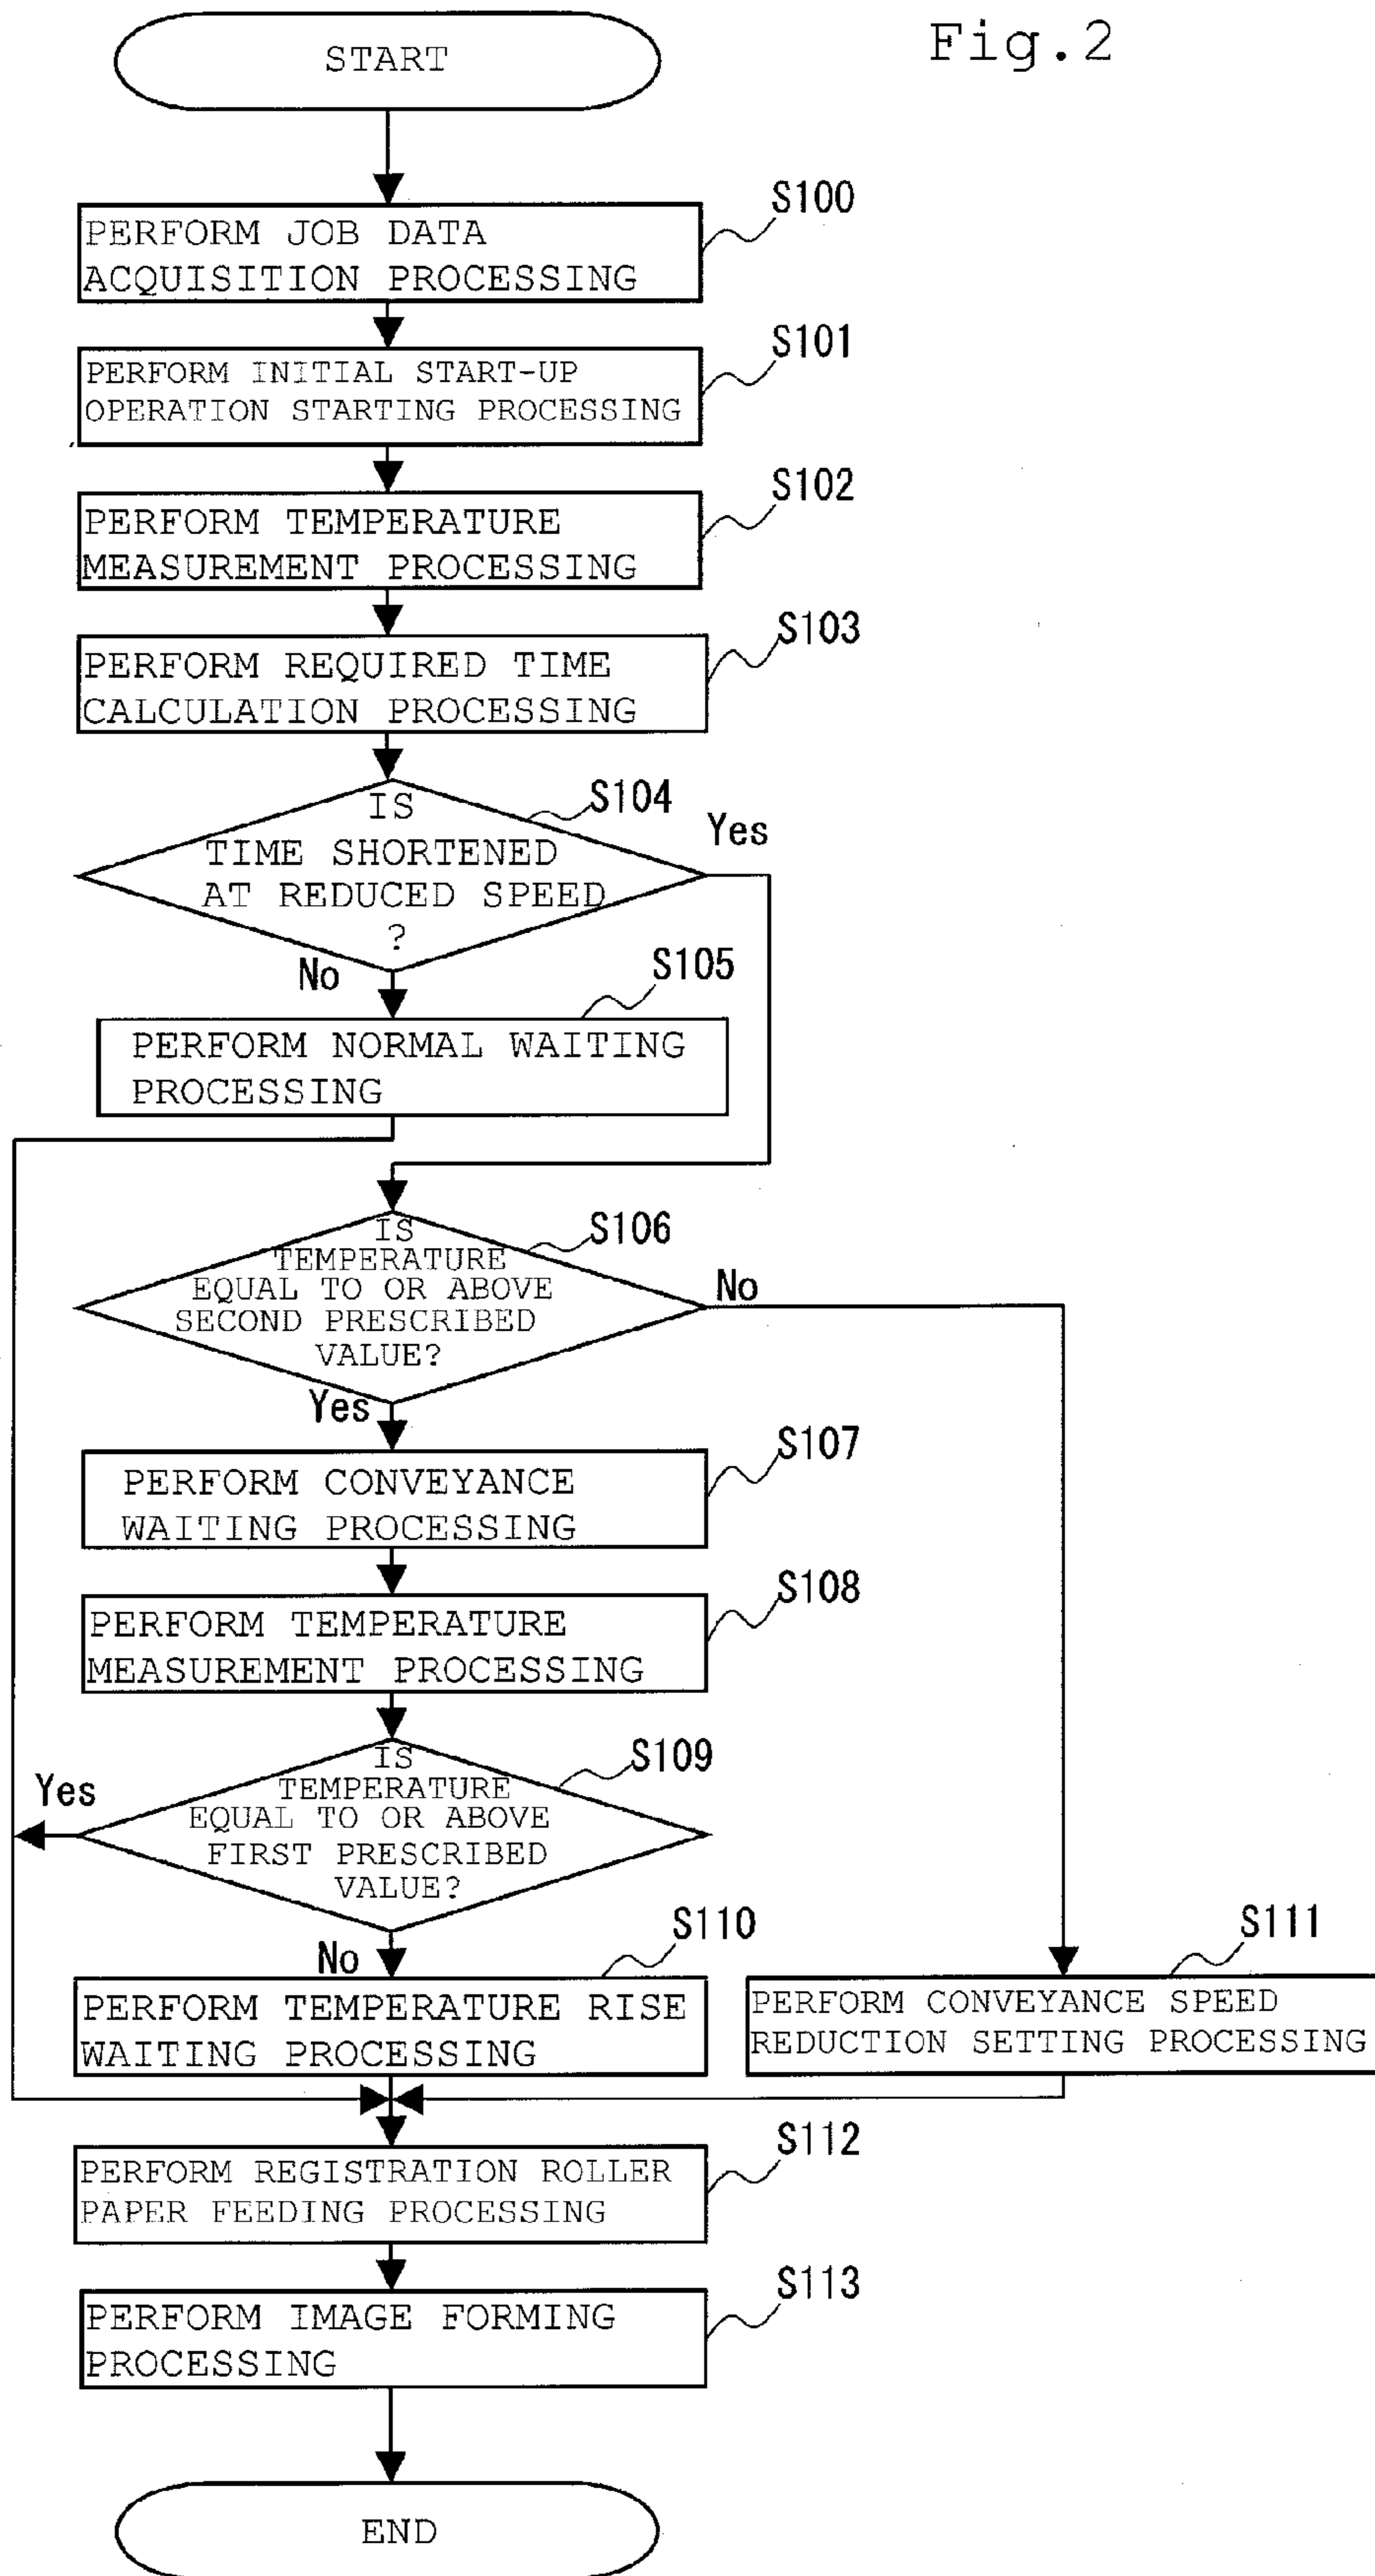 Fig.2
START
S100
PERFORM JOB DATA
ACQUISITION PROCESSING
S101
PERFORM INITIAL START-UP
OPERATION STARTING PROCESSING
S102
PERFORM TEMPERATURE
MEASUREMENT PROCESSING
S103
PERFORM REQUIRED TIME
CALCULATION PROCESSING
S104
IS
TIME SHORTENED
AT REDUCED SPEED
?
Yes
No
S105
PERFORM NORMAL WAITING
PROCESSING
S106
IS
TEMPERATURE
EQUAL TO OR ABOVE
SECOND PRESCRIBED
VALUE?
No
Yes
S107
PERFORM CONVEYANCE
WAITING PROCESSING
S108
PERFORM TEMPERATURE
MEASUREMENT PROCESSING
S109
IS
TEMPERATURE
EQUAL TO OR ABOVE
FIRST PRESCRIBED
VALUE?
Yes
No
S110
PERFORM TEMPERATURE RISE
WAITING PROCESSING
S111
PERFORM CONVEYANCE SPEED
REDUCTION SETTING PROCESSING
S112
PERFORM REGISTRATION ROLLER
PAPER FEEDING PROCESSING
S113
PERFORM IMAGE FORMING
PROCESSING
END